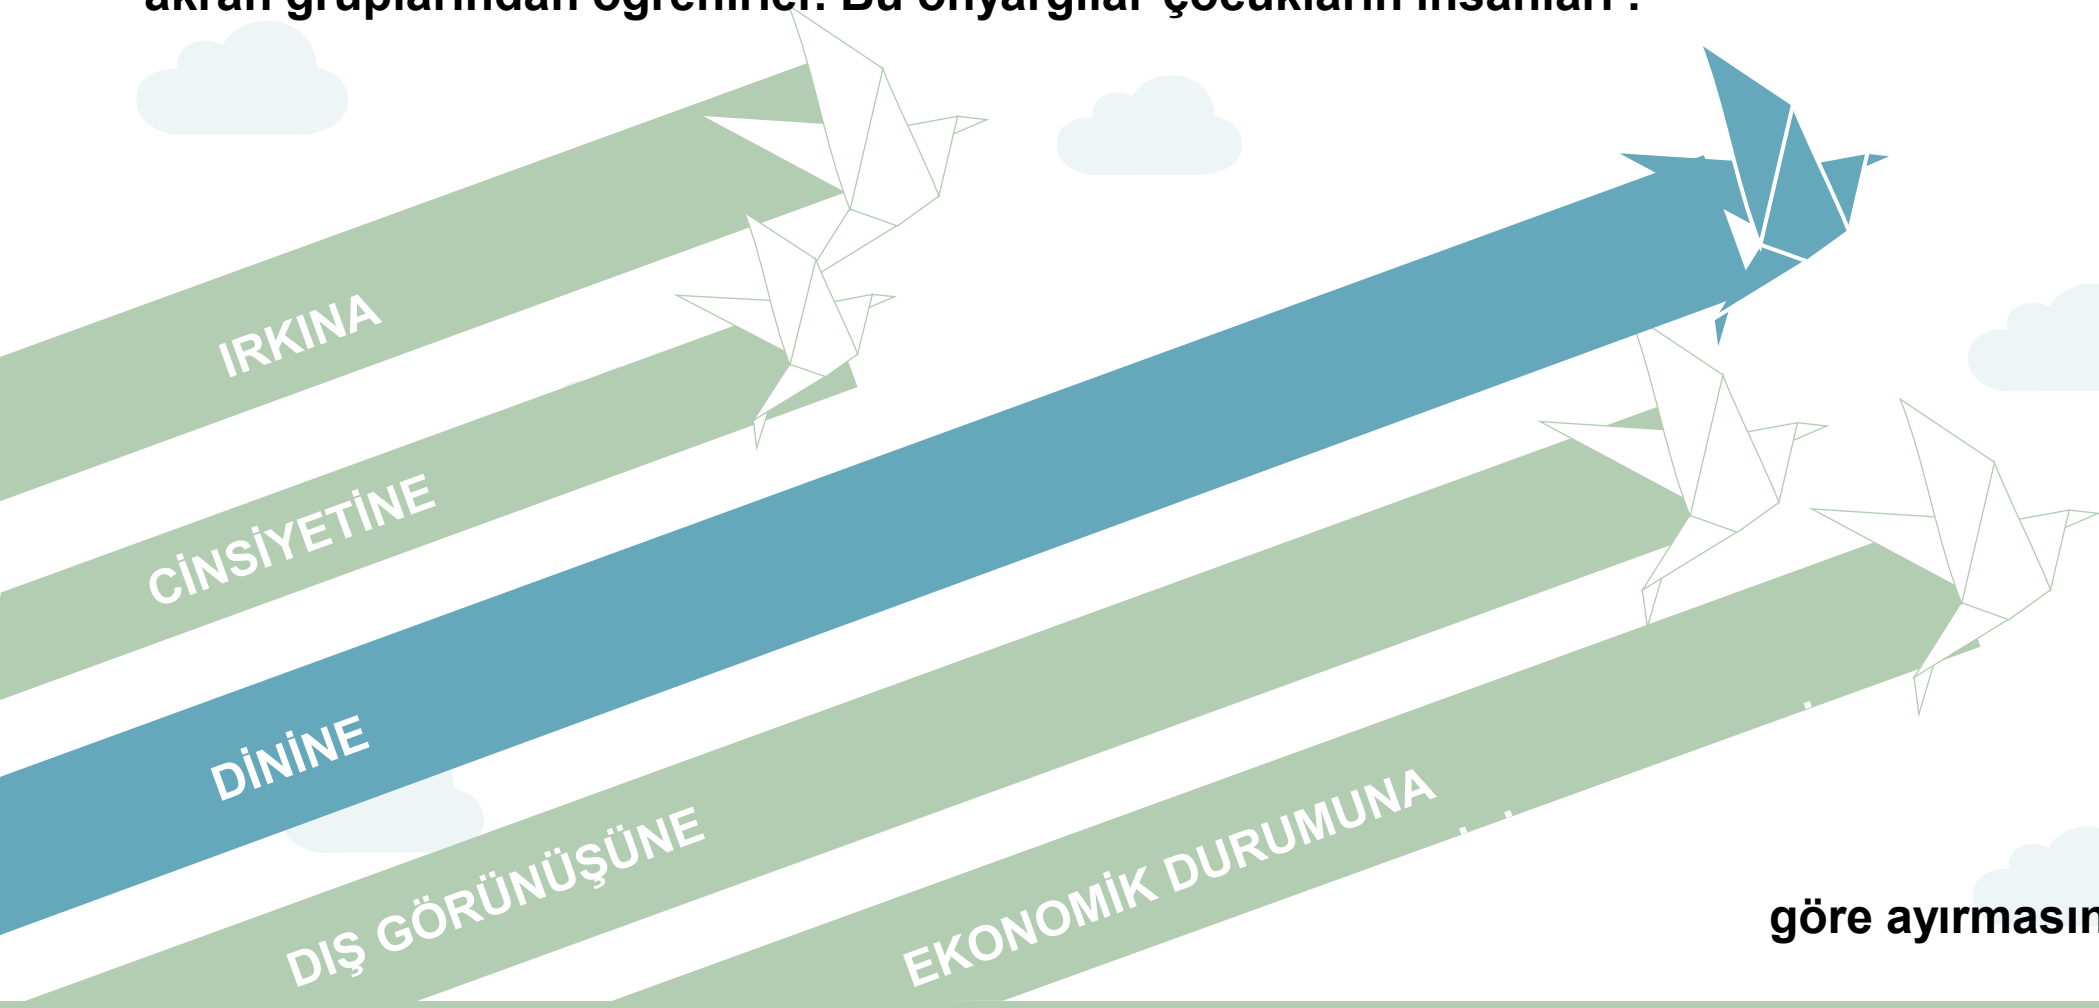 akran gruplarından öğrenirler. Bu önyargılar çocukların insanları :
IRKINA
CİNSİYETİNE
DİNİNE
DIŞ GÖRÜNÜŞÜNE
EKONOMİK DURUMUNA
göre ayırmasın